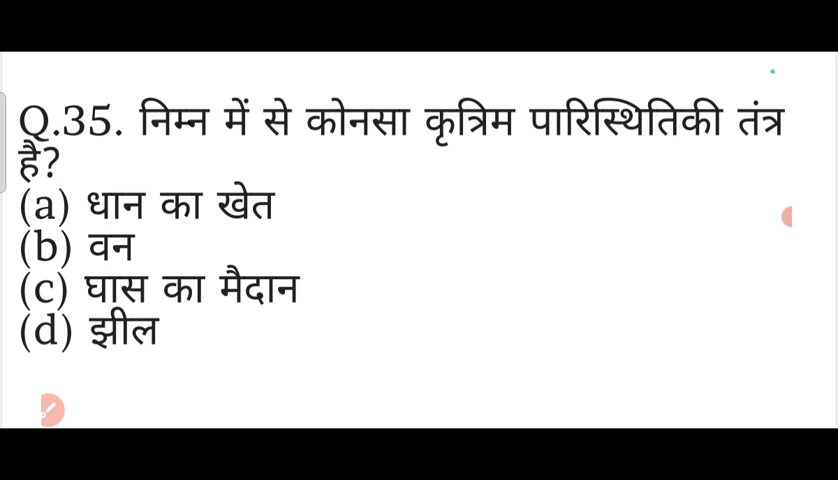 Q.35. निम्न में से कोनसा कृत्रिम पारिस्थितिकी तंत्र
है?
(a) धान का खेत
(b) वन
(c) घास का मैदान
(d) झील